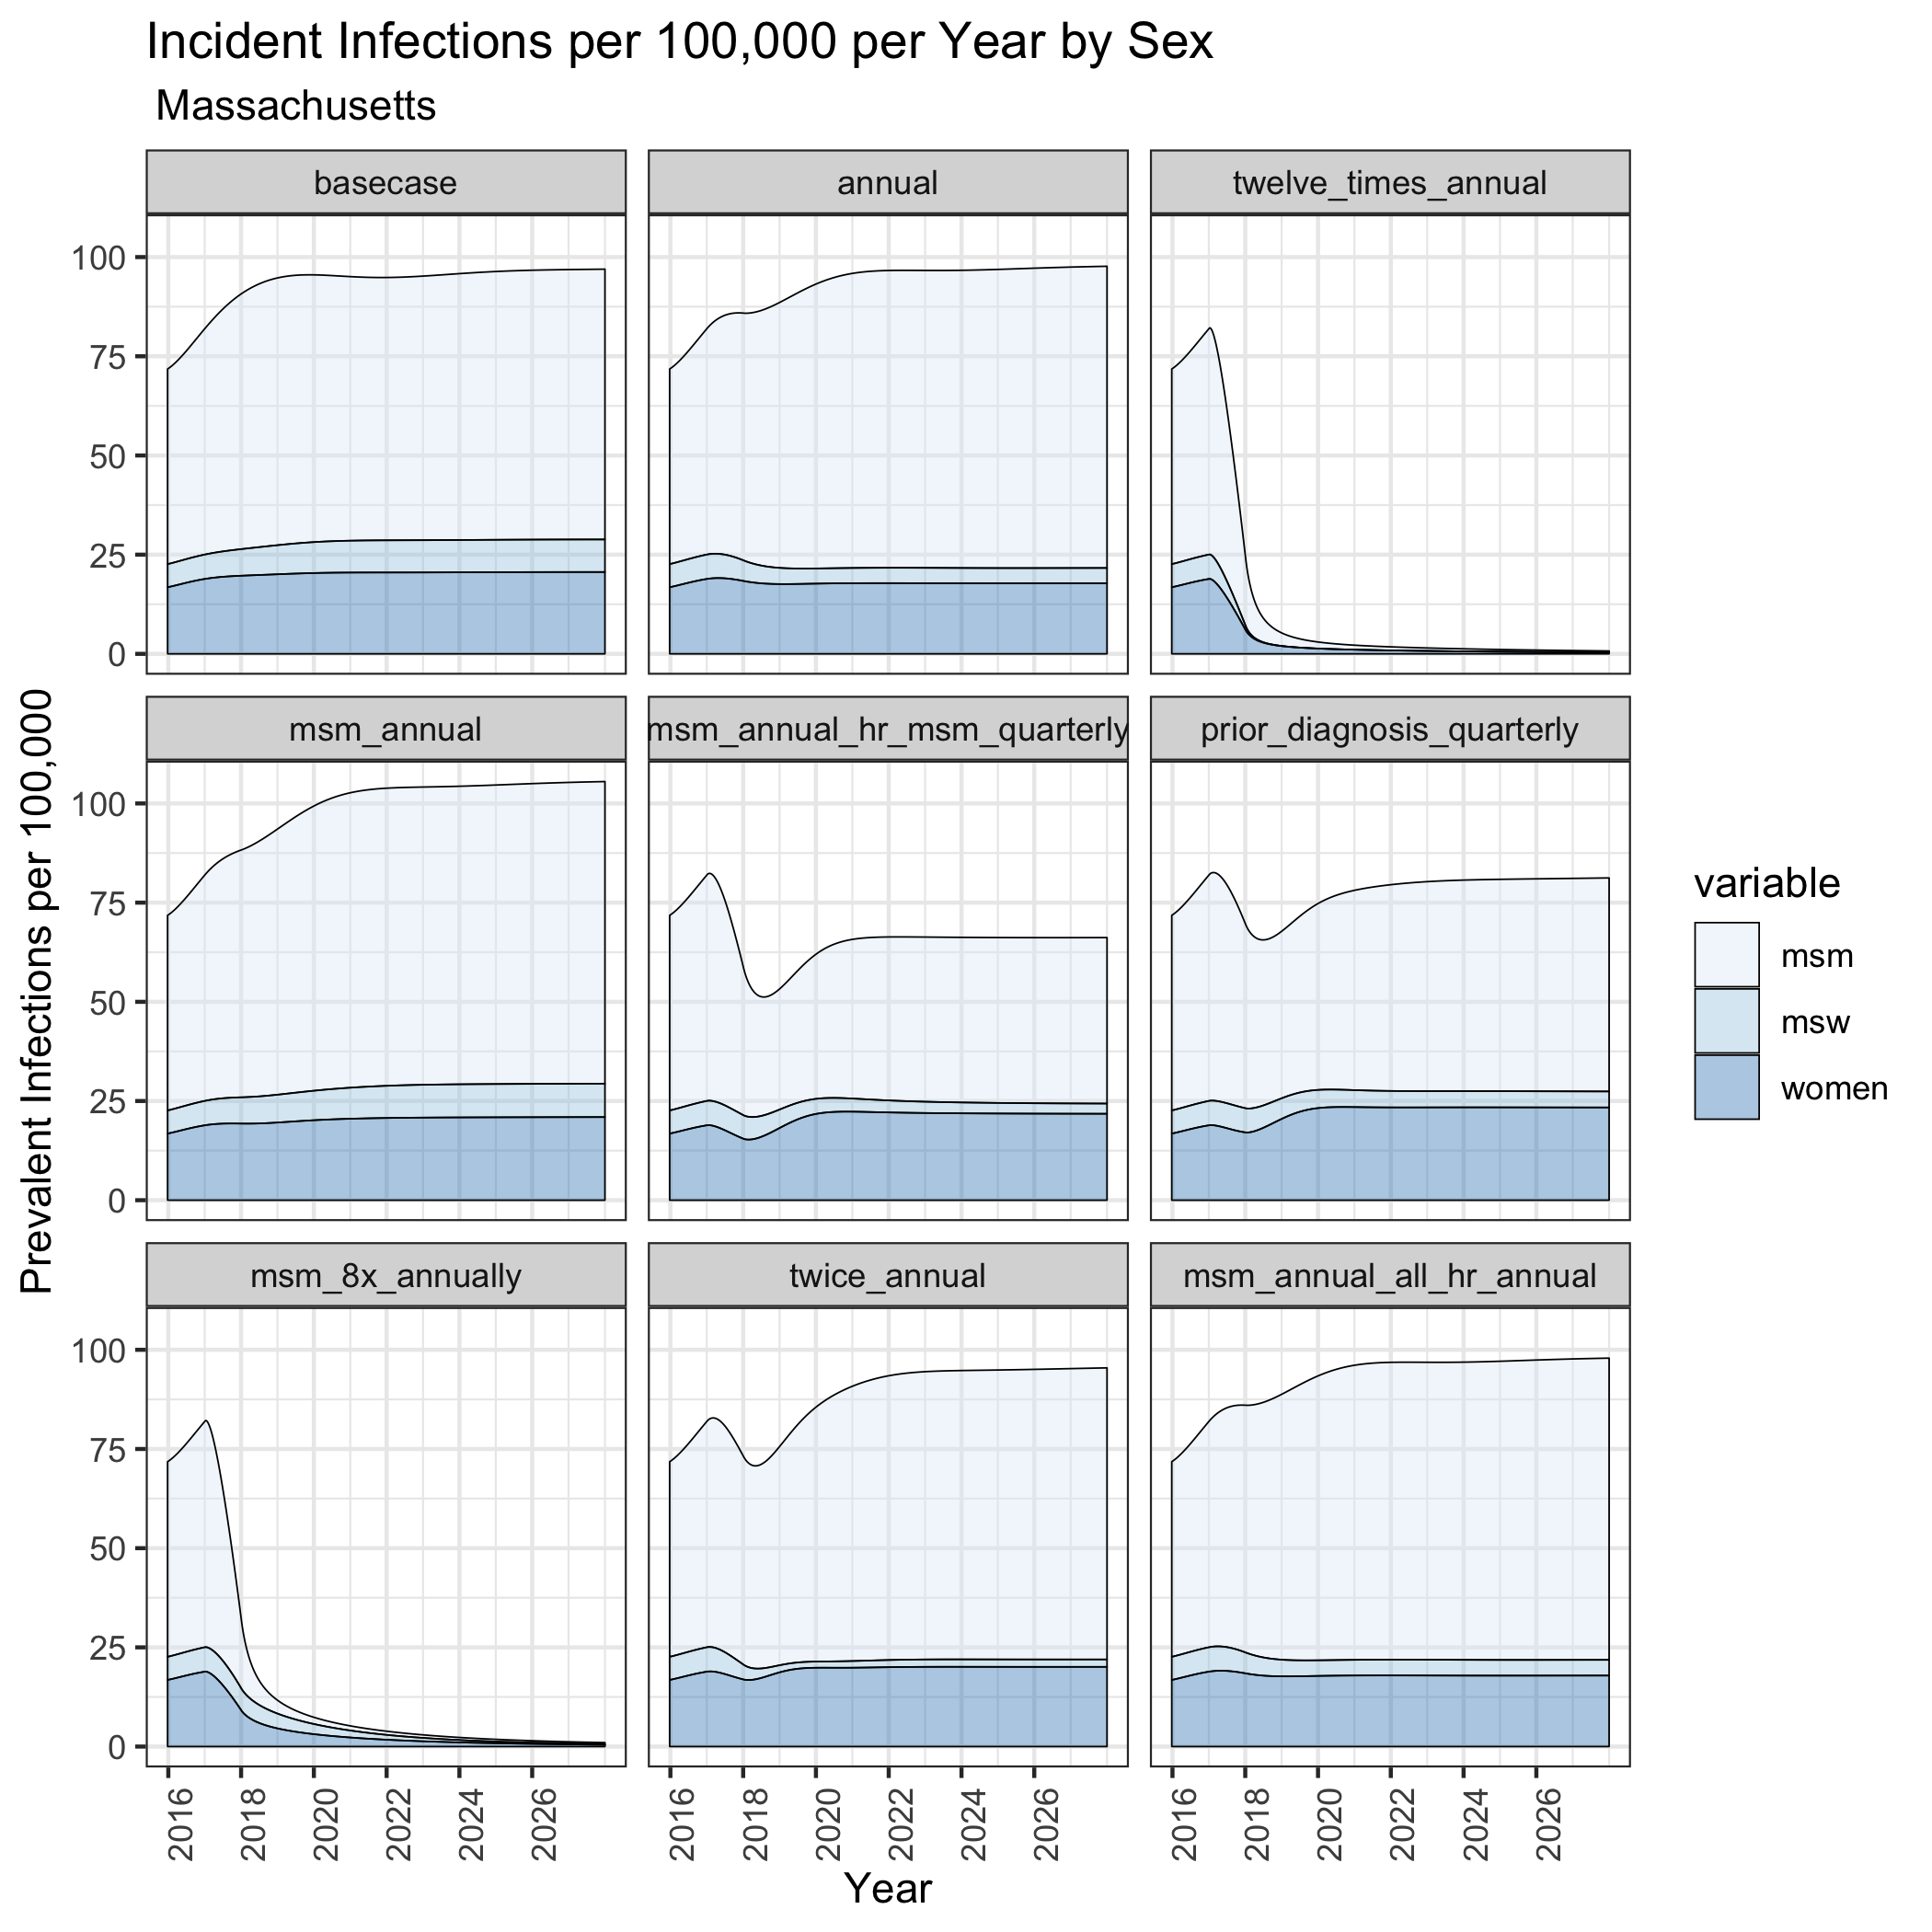 Incident Infections per 100,000 per Year by Sex
Massachusetts
basecase annual twelve_times_annual
100
75
50
25
0
msm_annual msm_annual_hr_msm_quarterly prior_diagnosis_quarterly
100
75
50
25
0
msm_8x_annually twice_annual msm_annual_all_hr_annual
100
75
50
25
0
2016 2018 2020 2022 2024 2026 2016 2018 2020 2022 2024 2026 2016 2018 2020 2022 2024 2026
Year
Prevalent Infections per 100,000
variable
msm
msw
women